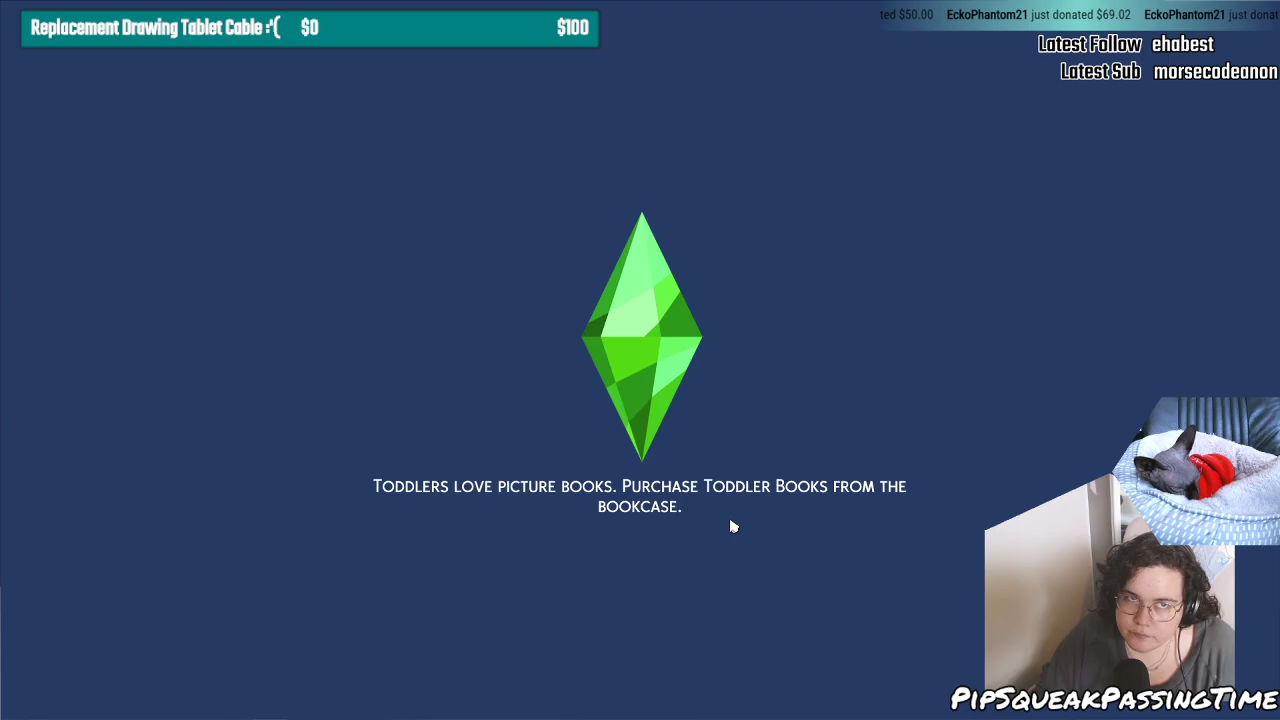 Replacement Drawing Tablet Cable :'( $0 $100
ted $50.00 EckoPhantom21 just donated $69.02 EckoPhantom21 just donat
Latest Follow ehabest
Latest Sub morsecodeanon
Toddlers love picture books. Purchase Toddler Books from the
bookcase.
PipSqueakPassingTime